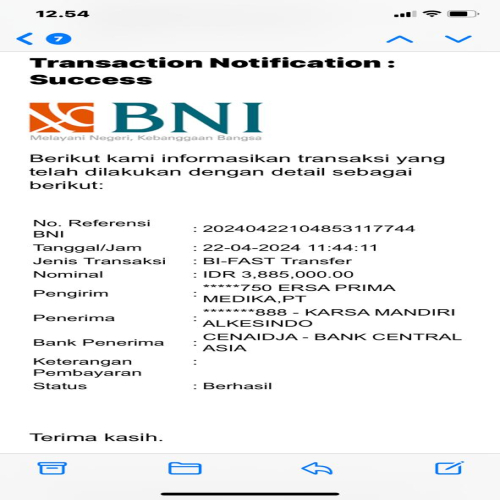 12.54
7
Transaction Notification :
Success
BNI
Melayani Negeri, Kebanggaan Bangsa
Berikut kami informasikan transaksi yang
telah dilakukan dengan detail sebagai
berikut:
No. Referensi
BNI : 20240422104853117744
Tanggal/Jam : 22-04-2024 11:44:11
Jenis Transaksi : BI-FAST Transfer
Nominal : IDR 3,885,000.00
Pengirim : *****750 ERSA PRIMA
MEDIKA,PT
Penerima : *******888 - KARSA MANDIRI
ALKESINDO
Bank Penerima : CENAIDJA - BANK CENTRAL
ASIA
Keterangan :
Pembayaran
Status : Berhasil
Terima kasih.